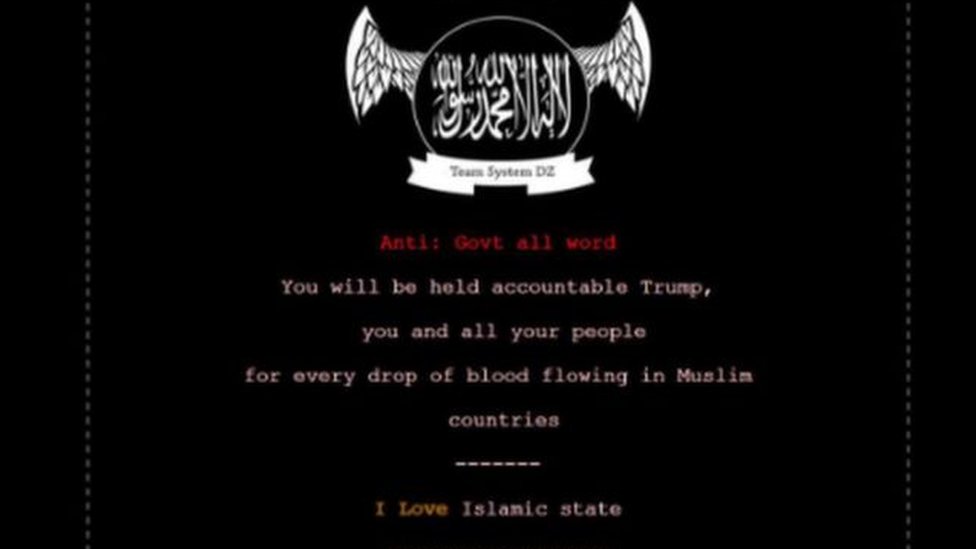 لا إله إلا الله محمد رسول الله
Team System DZ
Anti: Govt all word
You will be held accountable Trump,
you and all your people
for every drop of blood flowing in Muslim
countries
-------
I Love Islamic state